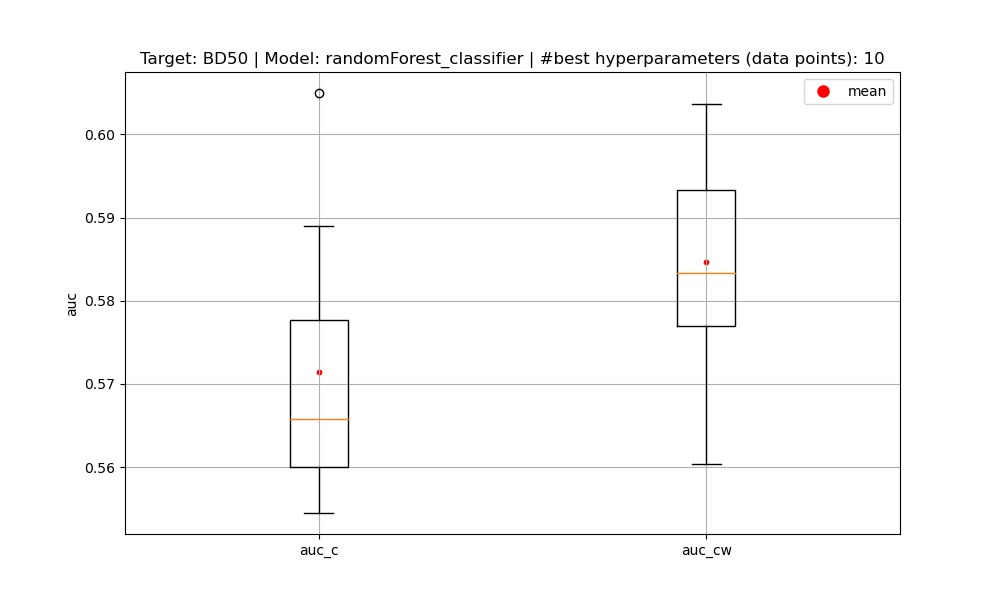 Target: BD50 | Model: randomForest_classifier | #best hyperparameters (data points): 10
mean
0.60
0.59
0.58
0.57
0.56
auc
auc_c
auc_cw